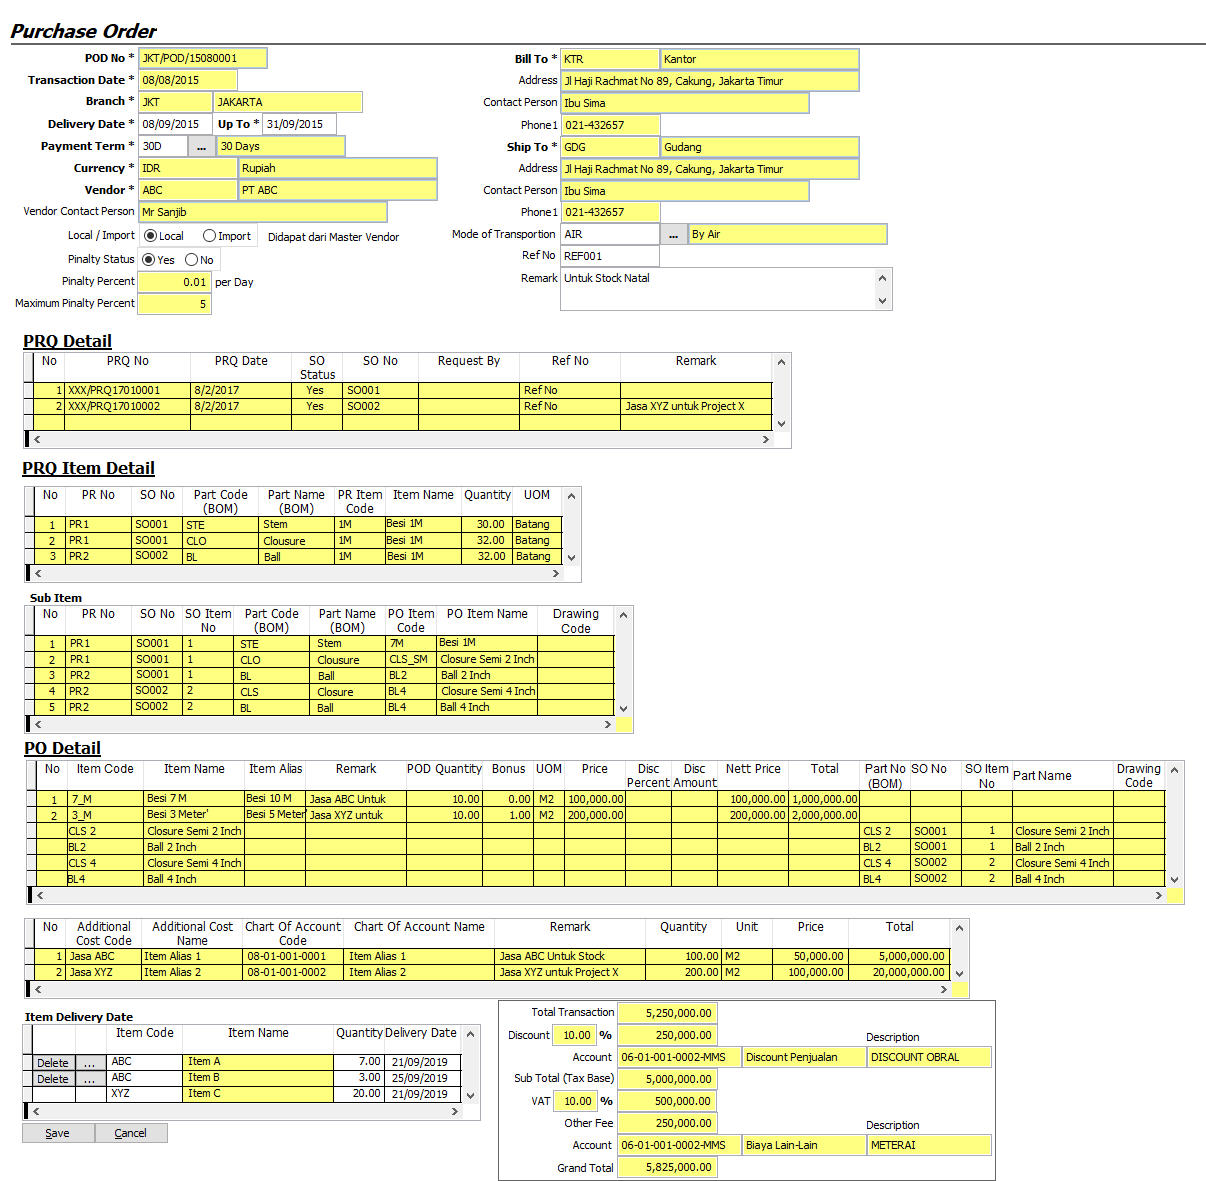 Purchase Order
POD No * JKT/POD/15080001
Transaction Date * 08/08/2015
Branch * JKT JAKARTA
Delivery Date * 08/09/2015 Up To * 31/09/2015
Payment Term * 30D ... 30 Days
Currency * IDR Rupiah
Vendor * ABC PT ABC
Vendor Contact Person Mr Sanjib
Local / Import Local Import Didapat dari Master Vendor
Pinalty Status Yes No
Pinalty Percent 0.01 per Day
Maximum Pinalty Percent 5
Bill To * KTR Kantor
Address Jl Haji Rachmat No 89, Cakung, Jakarta Timur
Contact Person Ibu Sima
Phone1 021-432657
Ship To * GDG Gudang
Address Jl Haji Rachmat No 89, Cakung, Jakarta Timur
Contact Person Ibu Sima
Phone1 021-432657
Mode of Transportion AIR ... By Air
Ref No REF001
Remark Untuk Stock Natal
PRQ Detail
No PRQ No PRQ Date SO Status SO No Request By Ref No Remark
1 XXX/PRQ17010001 8/2/2017 Yes SO001 Ref No
2 XXX/PRQ17010002 8/2/2017 Yes SO002 Ref No Jasa XYZ untuk Project X
PRQ Item Detail
No PR No SO No Part Code (BOM) Part Name (BOM) PR Item Code Item Name Quantity UOM
1 PR1 SO001 STE Stem 1M Besi 1M 30.00 Batang
2 PR1 SO001 CLO Clousure 1M Besi 1M 32.00 Batang
3 PR2 SO002 BL Ball 1M Besi 1M 32.00 Batang
Sub Item
No PR No SO No SO Item No Part Code (BOM) Part Name (BOM) PO Item Code PO Item Name Drawing Code
1 PR1 SO001 1 STE Stem 7M Besi 1M
2 PR1 SO001 1 CLO Clousure CLS_SM Closure Semi 2 Inch
3 PR2 SO001 1 BL Ball BL2 Ball 2 Inch
4 PR2 SO002 2 CLS Closure BL4 Closure Semi 4 Inch
5 PR2 SO002 2 BL Ball BL4 Ball 4 Inch
PO Detail
No Item Code Item Name Item Alias Remark POD Quantity Bonus UOM Price Disc Percent Disc Amount Nett Price Total Part No (BOM) SO No SO Item No Part Name Drawing Code
1 7_M Besi 7 M Besi 10 M Jasa ABC Untuk 10.00 0.00 M2 100,000.00 100,000.00 1,000,000.00
2 3_M Besi 3 Meter' Besi 5 Meter' Jasa XYZ untuk 10.00 1.00 M2 200,000.00 200,000.00 2,000,000.00
CLS 2 Closure Semi 2 Inch CLS 2 SO001 1 Closure Semi 2 Inch
BL2 Ball 2 Inch BL2 SO001 1 Ball 2 Inch
CLS 4 Closure Semi 4 Inch CLS 4 SO002 2 Closure Semi 4 Inch
BL4 Ball 4 Inch BL4 SO002 2 Ball 4 Inch
No Additional Cost Code Additional Cost Name Chart Of Account Code Chart Of Account Name Remark Quantity Unit Price Total
1 Jasa ABC Item Alias 1 08-01-001-0001 Item Alias 1 Jasa ABC Untuk Stock 100.00 M2 50,000.00 5,000,000.00
2 Jasa XYZ Item Alias 2 08-01-001-0002 Item Alias 2 Jasa XYZ untuk Project X 200.00 M2 100,000.00 20,000,000.00
Item Delivery Date
Item Code Item Name Quantity Delivery Date
Delete ... ABC Item A 7.00 21/09/2019
Delete ... ABC Item B 3.00 25/09/2019
XYZ Item C 20.00 21/09/2019
Save Cancel
Total Transaction 5,250,000.00
Discount 10.00 % 250,000.00 Description
Account 06-01-001-0002-MMS Discount Penjualan DISCOUNT OBRAL
Sub Total (Tax Base) 5,000,000.00
VAT 10.00 % 500,000.00
Other Fee 250,000.00 Description
Account 06-01-001-0002-MMS Biaya Lain-Lain METERAI
Grand Total 5,825,000.00